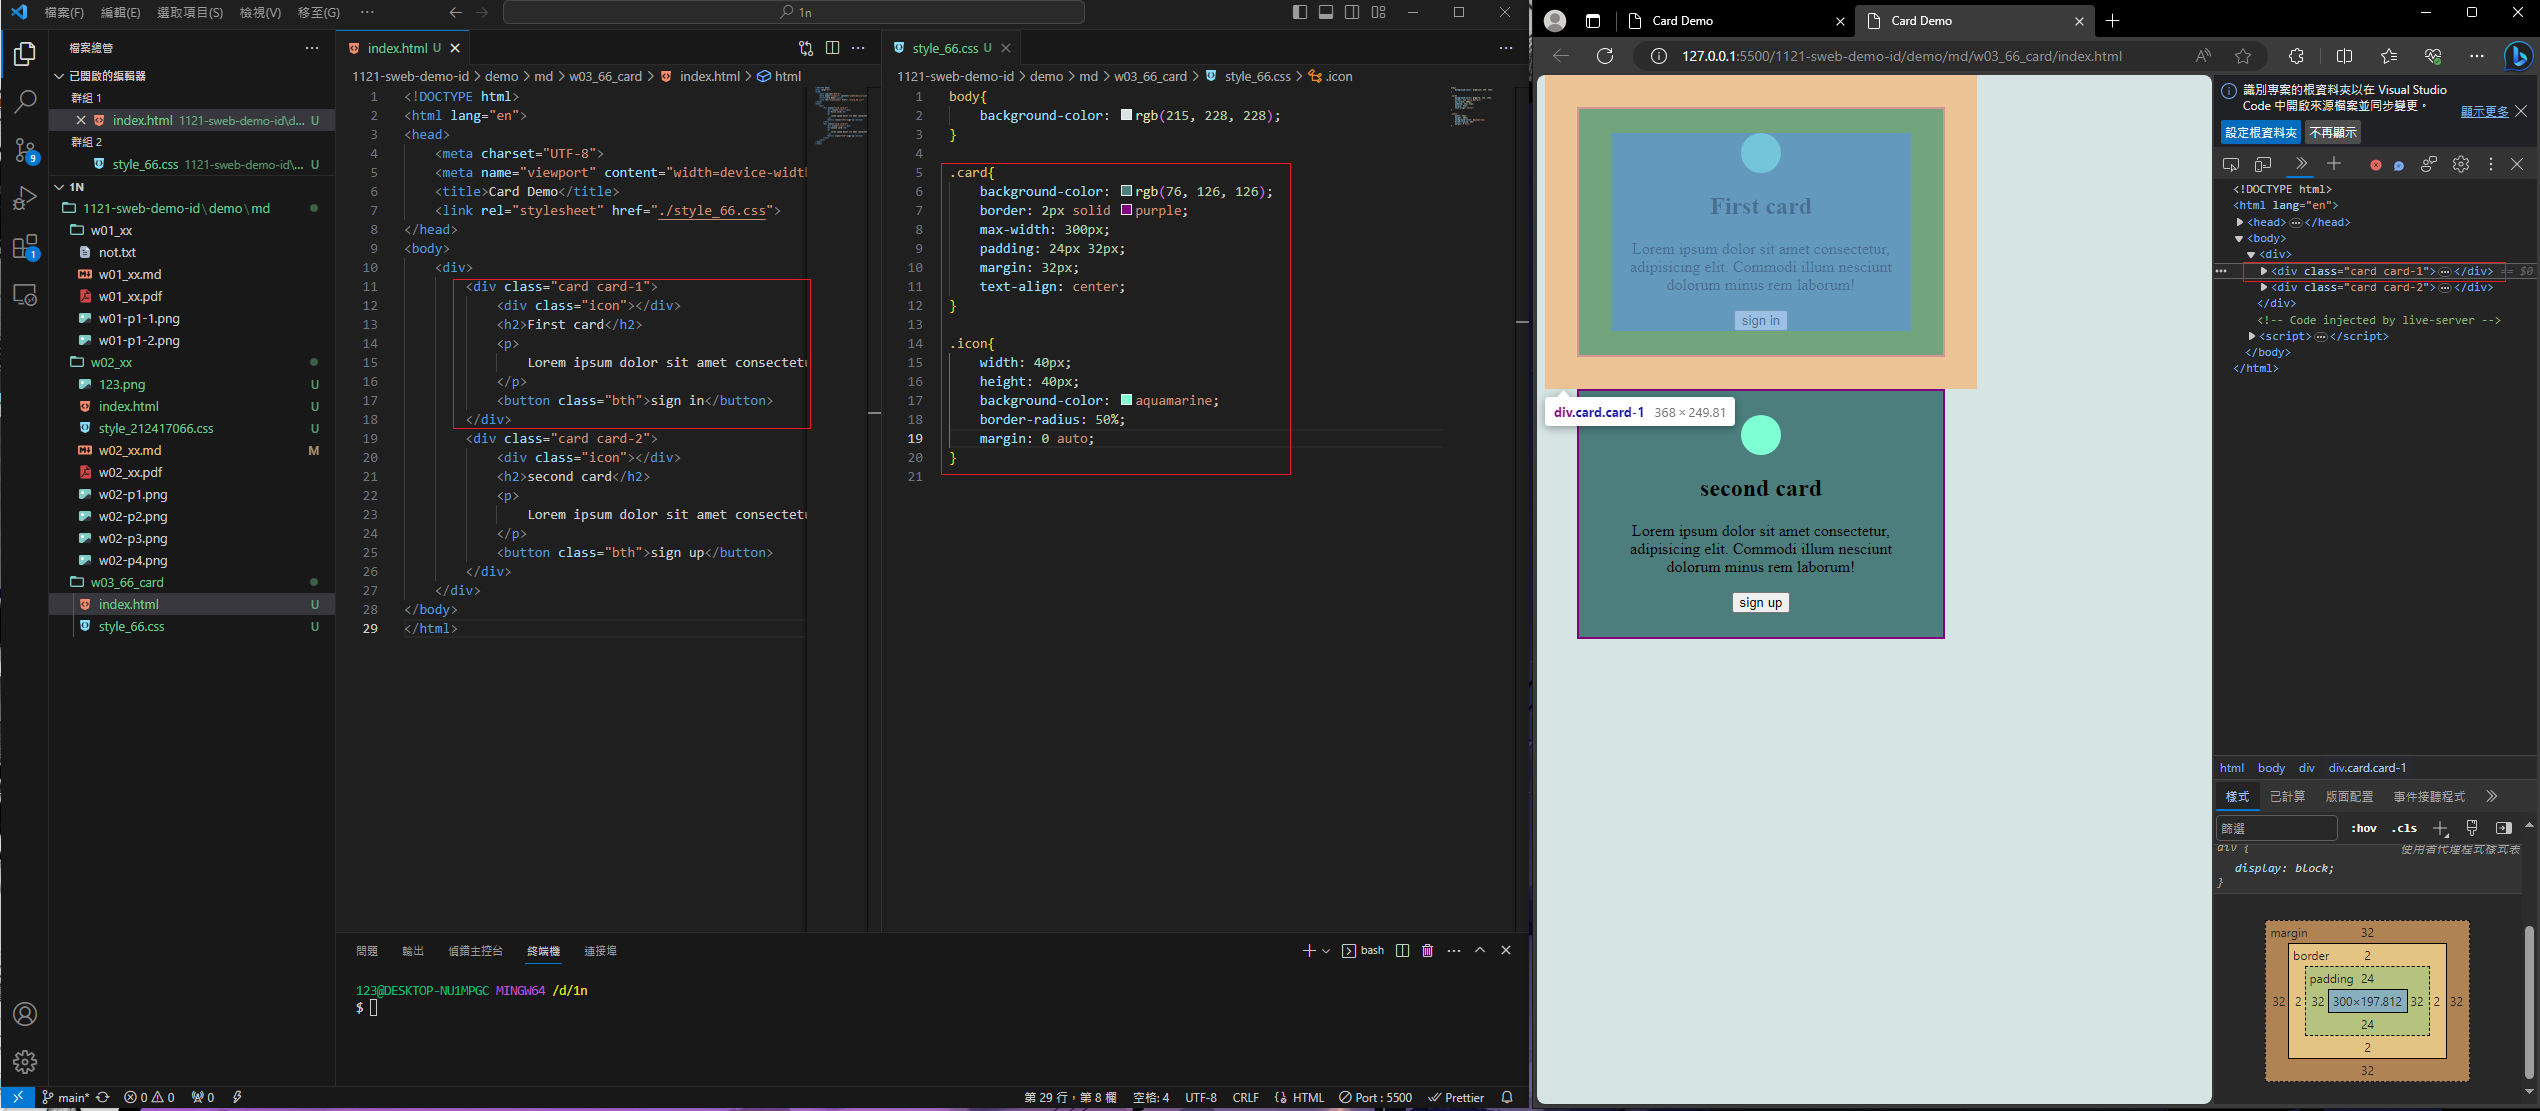 檔案(F) 編輯(E) 選取項目(S) 檢視(V) 移至(G) ··· 1n
檔案總管
已開啟的編輯器
群組 1
index.html 1121-sweb-demo-id\d... U
群組 2
style_66.css 1121-sweb-demo-id\... U
1N
1121-sweb-demo-id\demo\md
w01_xx
not.txt
w01_xx.md
w01_xx.pdf
w01-p1-1.png
w01-p1-2.png
w02_xx
123.png U
index.html U
style_212417066.css U
w02_xx.md M
w02_xx.pdf
w02-p1.png
w02-p2.png
w02-p3.png
w02-p4.png
w03_66_card
index.html U
style_66.css U
9
1
index.html U
1121-sweb-demo-id > demo > md > w03_66_card > index.html > html
1 <!DOCTYPE html>
2 <html lang="en">
3 <head>
4 <meta charset="UTF-8">
5 <meta name="viewport" content="width=device-widt
6 <title>Card Demo</title>
7 <link rel="stylesheet" href="./style_66.css">
8 </head>
9 <body>
10 <div>
11 <div class="card card-1">
12 <div class="icon"></div>
13 <h2>First card</h2>
14 <p>
15 Lorem ipsum dolor sit amet consectet
16 </p>
17 <button class="bth">sign in</button>
18 </div>
19 <div class="card card-2">
20 <div class="icon"></div>
21 <h2>second card</h2>
22 <p>
23 Lorem ipsum dolor sit amet consectet
24 </p>
25 <button class="bth">sign up</button>
26 </div>
27 </div>
28 </body>
29 </html>
style_66.css U
1121-sweb-demo-id > demo > md > w03_66_card > style_66.css > .icon
1 body{
2 background-color: rgb(215, 228, 228);
3 }
4
5 .card{
6 background-color: rgb(76, 126, 126);
7 border: 2px solid purple;
8 max-width: 300px;
9 padding: 24px 32px;
10 margin: 32px;
11 text-align: center;
12 }
13
14 .icon{
15 width: 40px;
16 height: 40px;
17 background-color: aquamarine;
18 border-radius: 50%;
19 margin: 0 auto;
20 }
21
問題 輸出 偵錯主控台 終端機 連接埠
bash
123@DESKTOP-NU1MPGC MINGW64 /d/1n
$
main* 0 0 0
第 29 行，第 8 欄 空格: 4 UTF-8 CRLF HTML Port : 5500 Prettier
Card Demo
Card Demo
127.0.0.1:5500/1121-sweb-demo-id/demo/md/w03_66_card/index.html
First card
Lorem ipsum dolor sit amet consectetur,
adipisicing elit. Commodi illum nesciunt
dolorum minus rem laborum!
sign in
div.card.card-1 368 × 249.81
second card
Lorem ipsum dolor sit amet consectetur,
adipisicing elit. Commodi illum nesciunt
dolorum minus rem laborum!
sign up
識別專案的根資料夾以在 Visual Studio
Code 中開啟來源檔案並同步變更。
顯示更多
設定根資料夾 不再顯示
<!DOCTYPE html>
<html lang="en">
<head>···</head>
<body>
<div>
<div class="card card-1">···</div> == $0
<div class="card card-2">···</div>
</div>
<!-- Code injected by live-server -->
<script>···</script>
</body>
</html>
html body div div.card.card-1
樣式 已計算 版面配置 事件接聽程式
篩選 :hov .cls
div { 使用者代理程式樣式表
display: block;
}
margin 32
border 2
padding 24
32 2 32 300×197.812 32 2 32
24
2
32